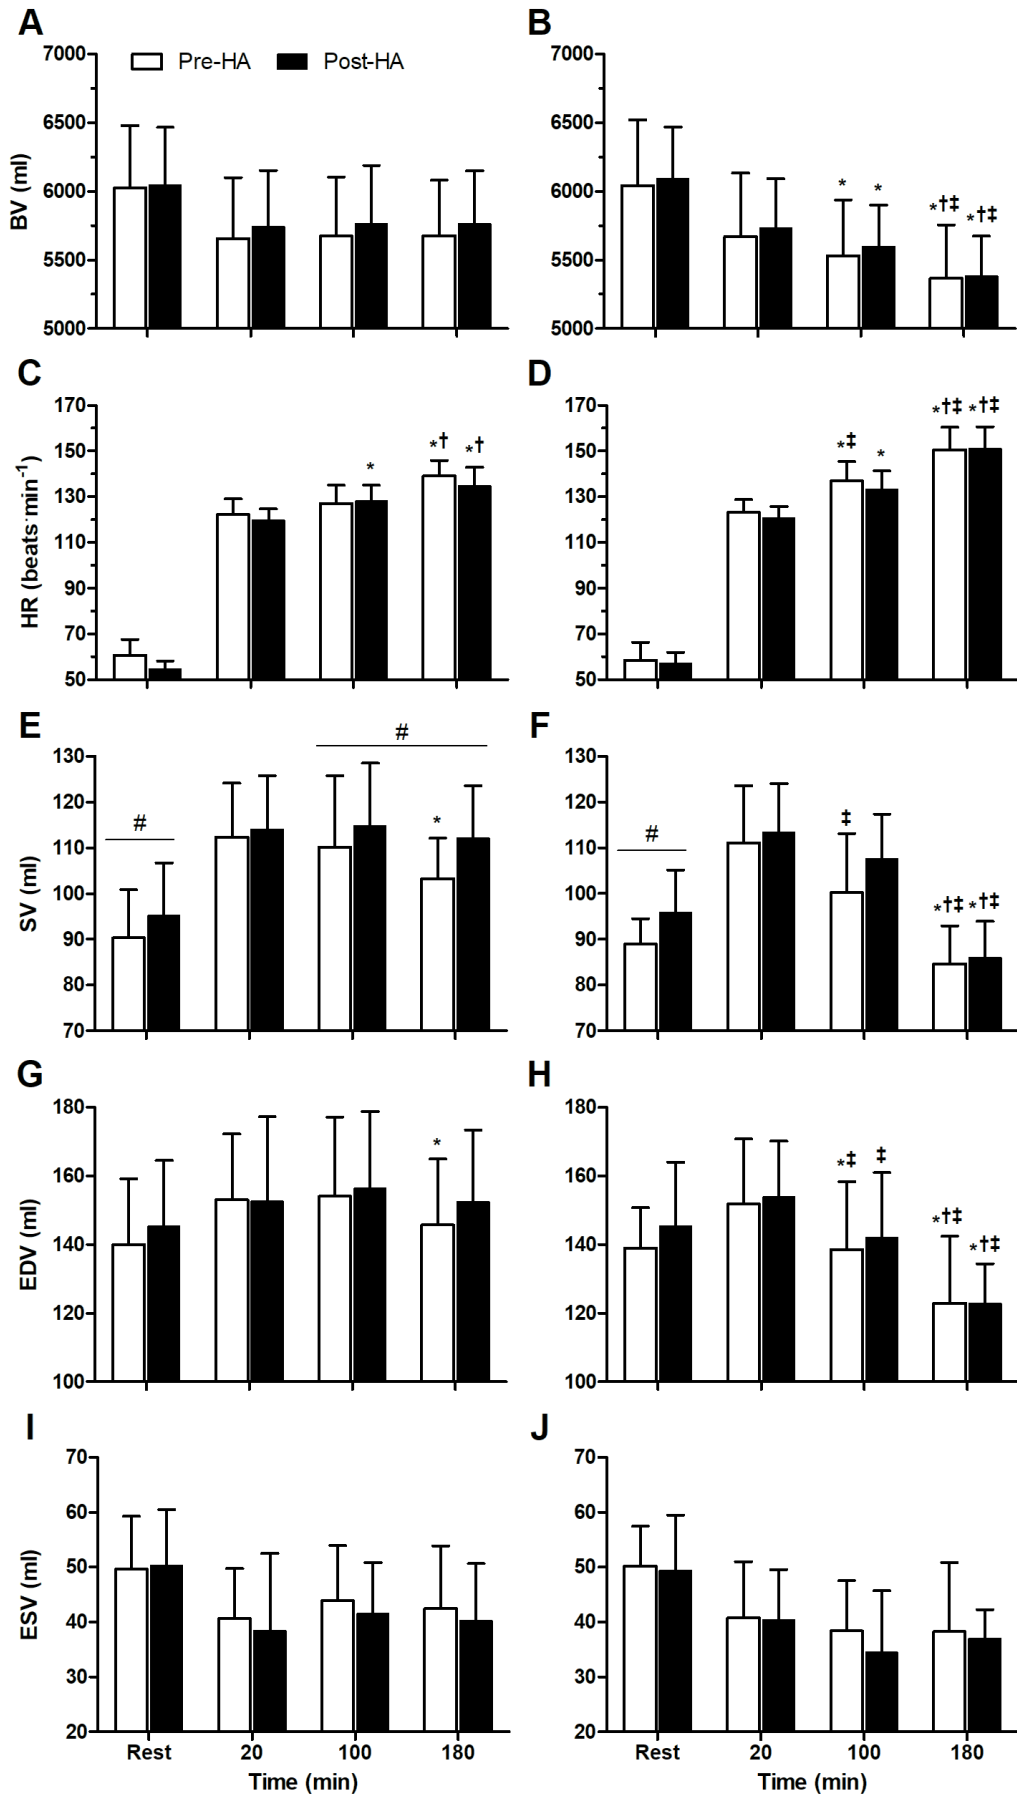 A
B
Pre-HA Post-HA
BV (ml)
7000
6500
6000
5500
5000
7000
6500
6000
5500
5000
* * *†‡ *†‡
C
D
HR (beats·min⁻¹)
170
150
130
110
90
70
50
* *† *†
170
150
130
110
90
70
50
*‡ * *†‡ *†‡
E
F
SV (ml)
130
120
110
100
90
80
70
# # *
130
120
110
100
90
80
70
# ‡ *†‡ *†‡
G
H
EDV (ml)
180
160
140
120
100
*
180
160
140
120
100
*‡ ‡ *†‡ *†‡
I
J
ESV (ml)
70
60
50
40
30
20
70
60
50
40
30
20
Rest 20 100 180
Time (min)
Rest 20 100 180
Time (min)